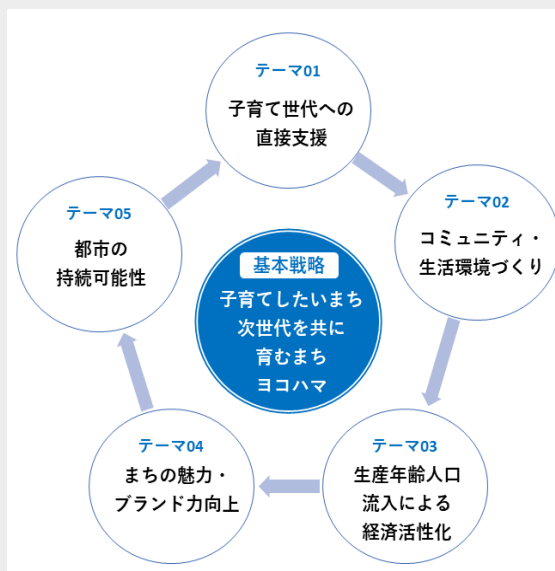 テーマ01
子育て世代への
直接支援
テーマ02
コミュニティ・
生活環境づくり
テーマ03
生産年齢人口
流入による
経済活性化
テーマ04
まちの魅力・
ブランド力向上
テーマ05
都市の
持続可能性
基本戦略
子育てしたいまち
次世代を共に
育むまち
ヨコハマ